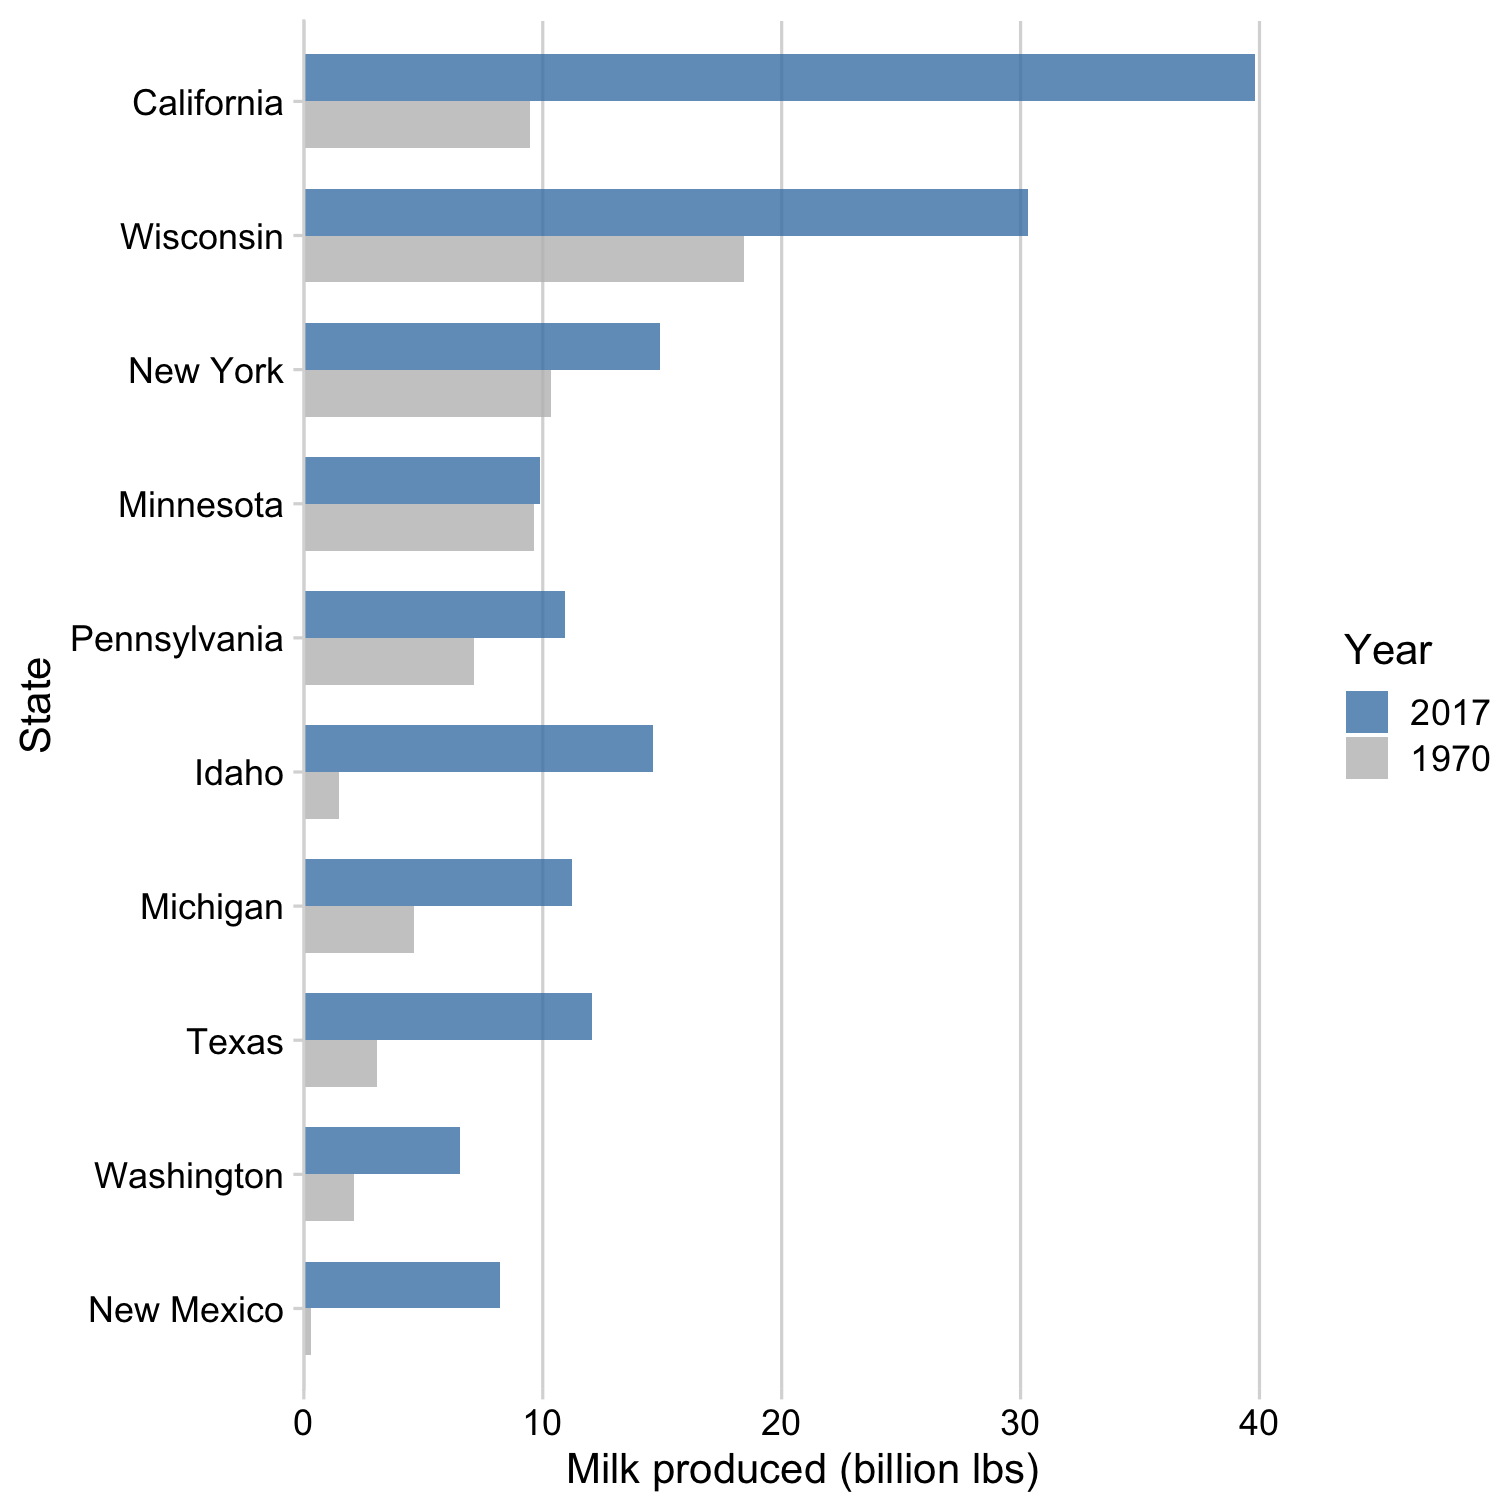 California
Wisconsin
New York
Minnesota
Pennsylvania
Idaho
Michigan
Texas
Washington
New Mexico
State
0 10 20 30 40
Milk produced (billion lbs)
Year
2017
1970